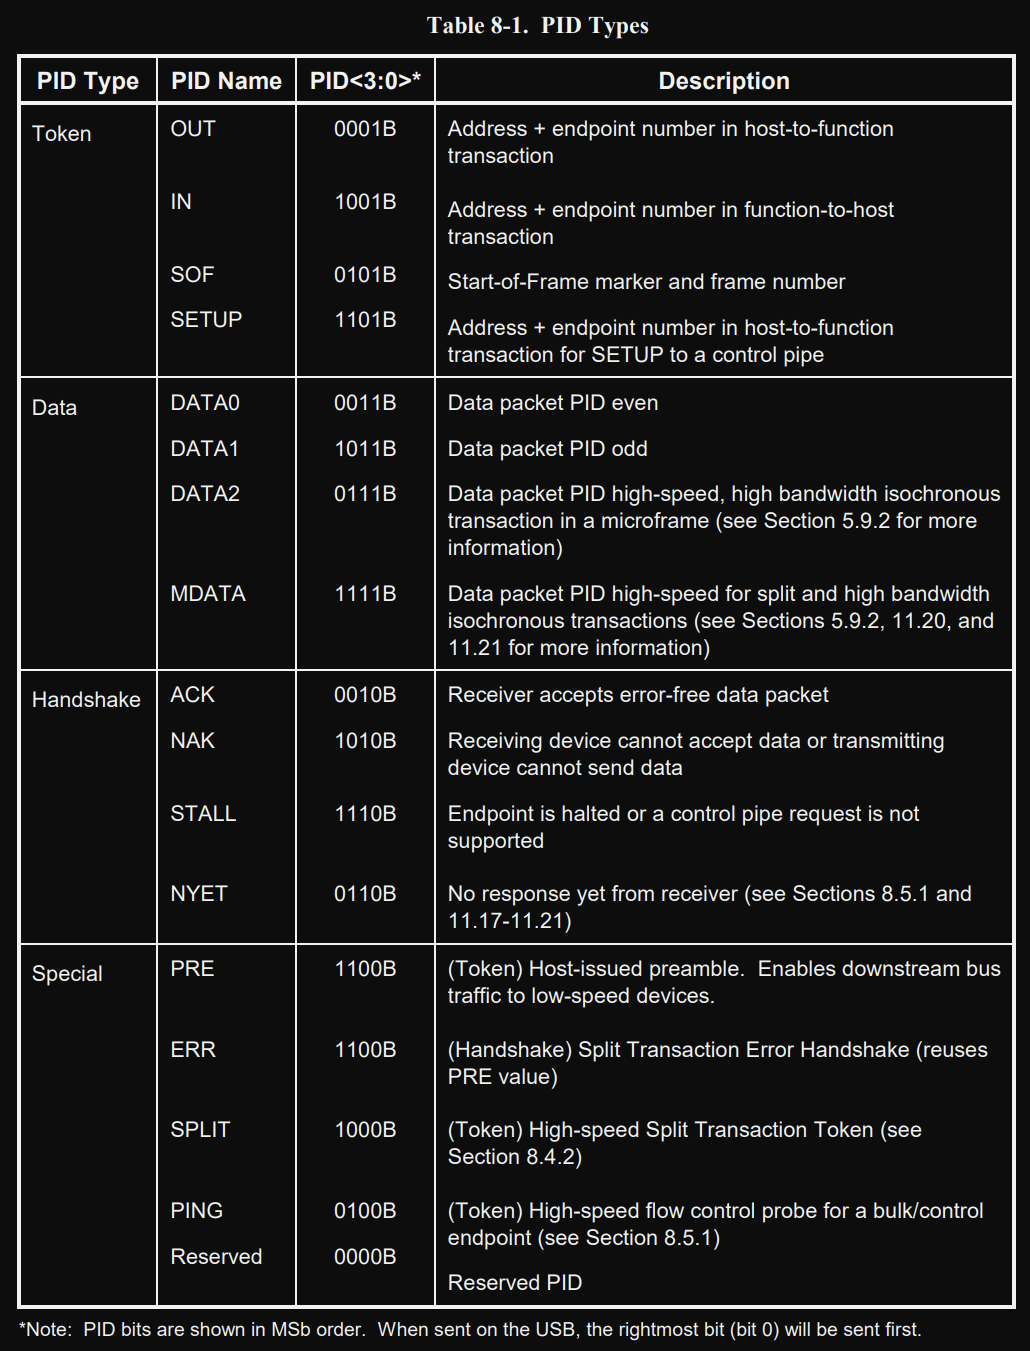 Table 8-1.  PID Types
PID Type PID Name PID<3:0>* Description
Token OUT 0001B Address + endpoint number in host-to-function
transaction
IN 1001B Address + endpoint number in function-to-host
transaction
SOF 0101B Start-of-Frame marker and frame number
SETUP 1101B Address + endpoint number in host-to-function
transaction for SETUP to a control pipe
Data DATA0 0011B Data packet PID even
DATA1 1011B Data packet PID odd
DATA2 0111B Data packet PID high-speed, high bandwidth isochronous
transaction in a microframe (see Section 5.9.2 for more
information)
MDATA 1111B Data packet PID high-speed for split and high bandwidth
isochronous transactions (see Sections 5.9.2, 11.20, and
11.21 for more information)
Handshake ACK 0010B Receiver accepts error-free data packet
NAK 1010B Receiving device cannot accept data or transmitting
device cannot send data
STALL 1110B Endpoint is halted or a control pipe request is not
supported
NYET 0110B No response yet from receiver (see Sections 8.5.1 and
11.17-11.21)
Special PRE 1100B (Token) Host-issued preamble.  Enables downstream bus
traffic to low-speed devices.
ERR 1100B (Handshake) Split Transaction Error Handshake (reuses
PRE value)
SPLIT 1000B (Token) High-speed Split Transaction Token (see
Section 8.4.2)
PING 0100B (Token) High-speed flow control probe for a bulk/control
endpoint (see Section 8.5.1)
Reserved 0000B Reserved PID
*Note:  PID bits are shown in MSb order.  When sent on the USB, the rightmost bit (bit 0) will be sent first.